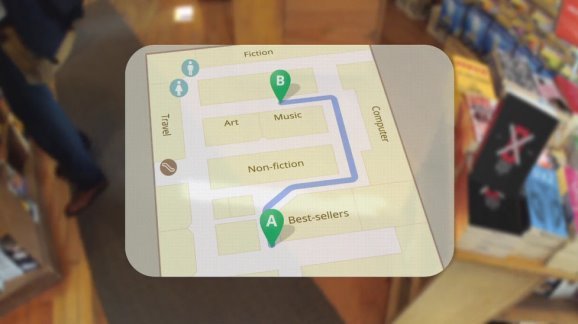 Fiction
B
Travel
Art
Music
Computer
Non-fiction
A
Best-sellers